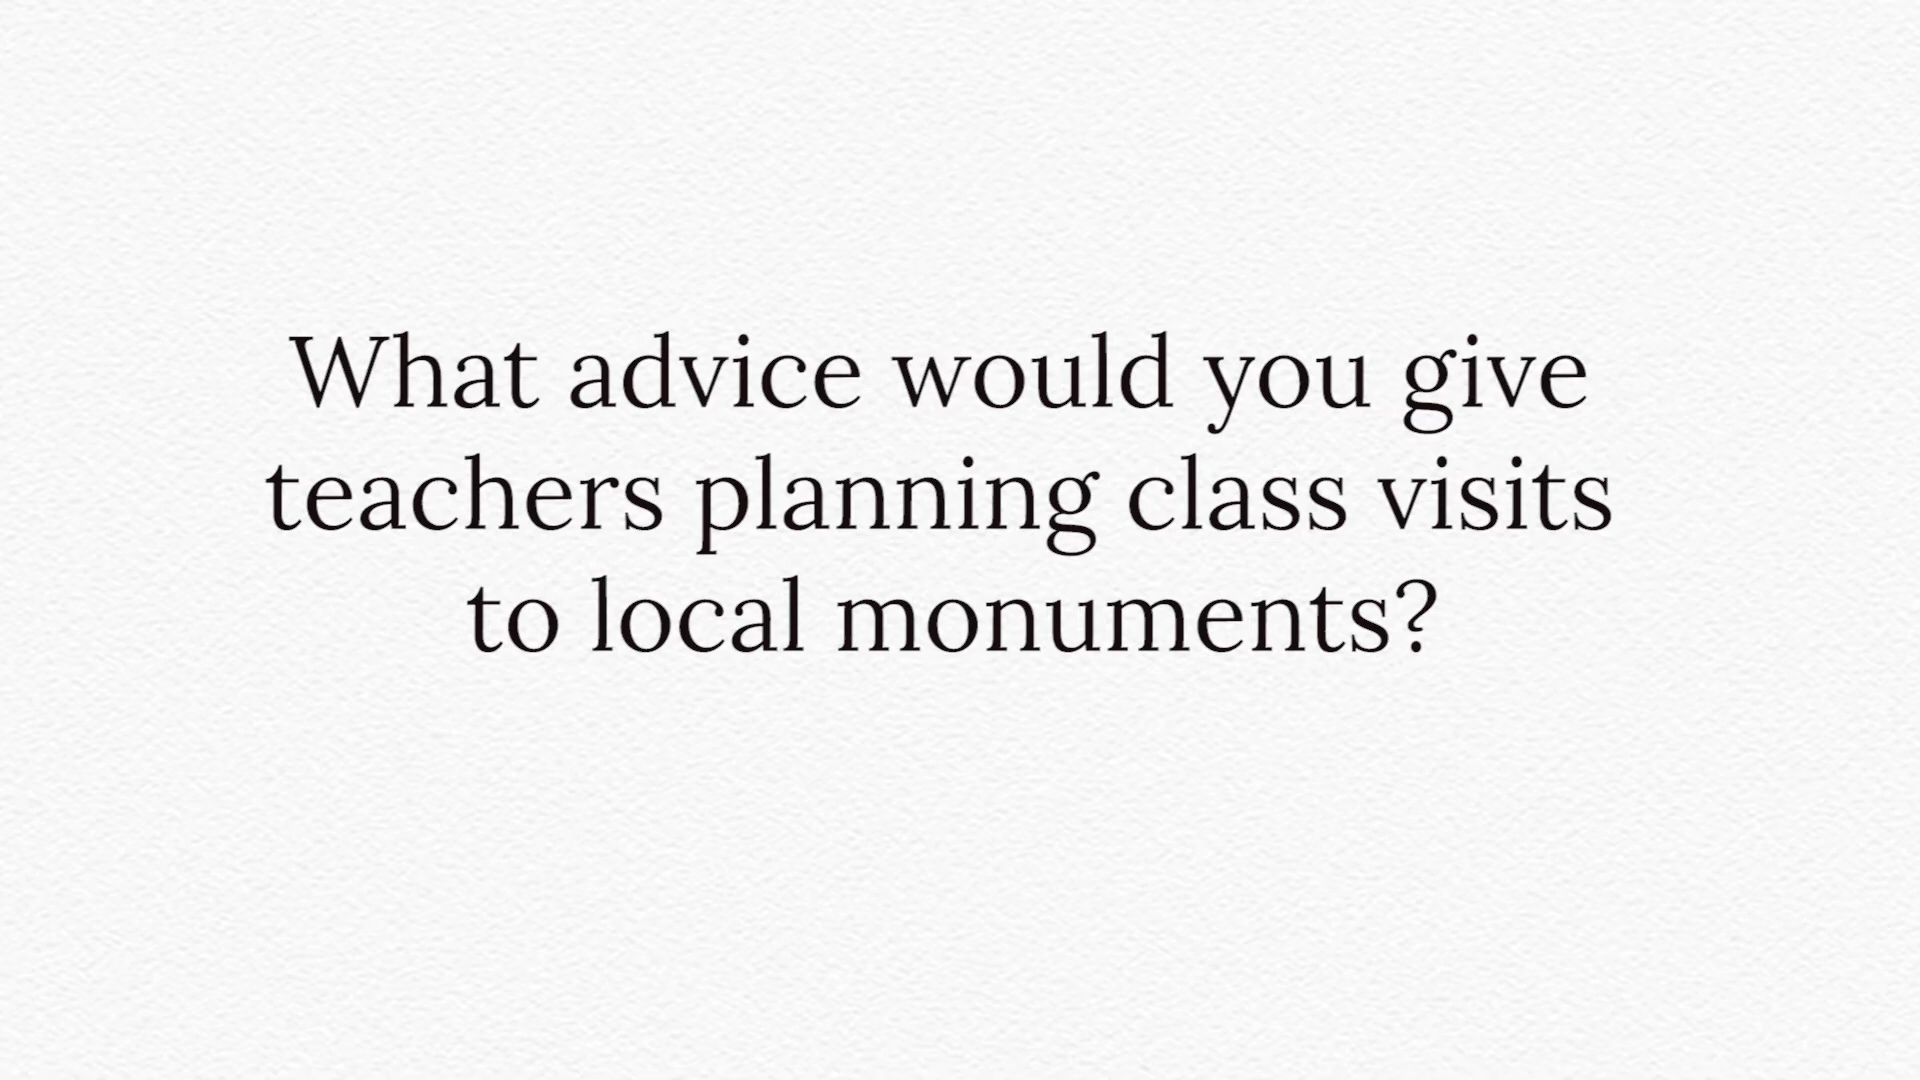 What advice would you give
teachers planning class visits
to local monuments?